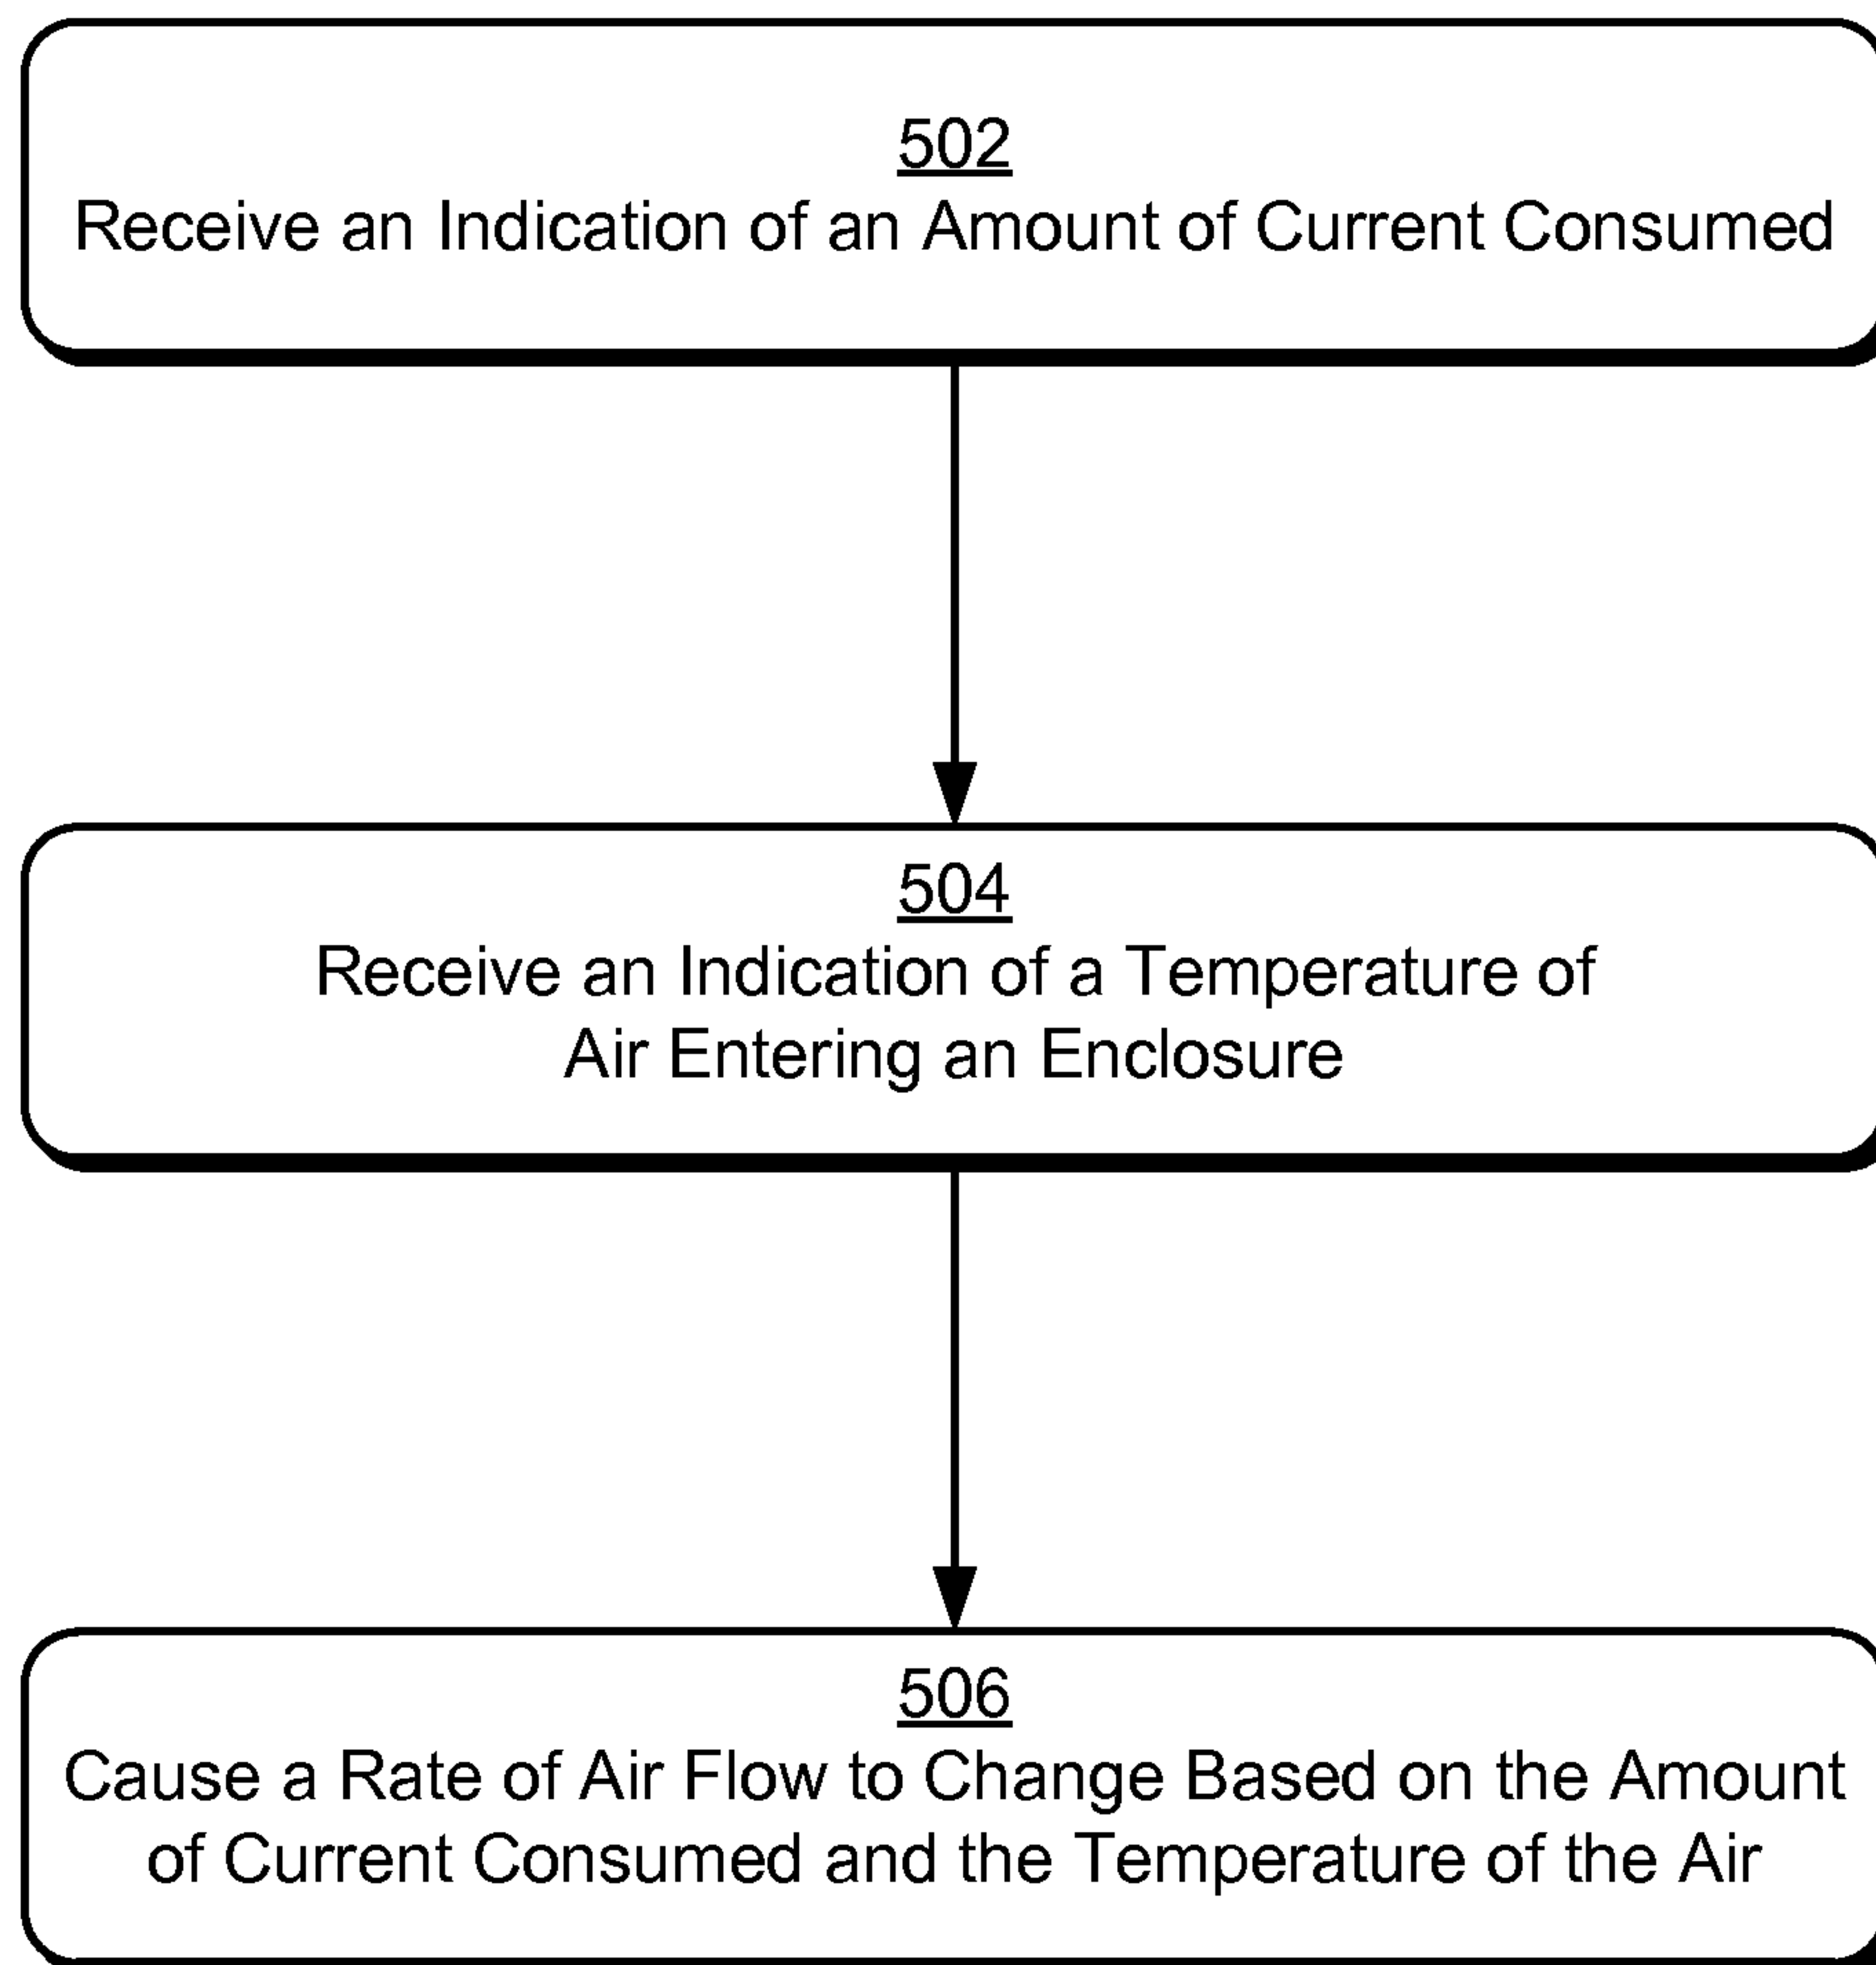 502
Receive an Indication of an Amount of Current Consumed
504
Receive an Indication of a Temperature of
Air Entering an Enclosure
506
Cause a Rate of Air Flow to Change Based on the Amount
of Current Consumed and the Temperature of the Air